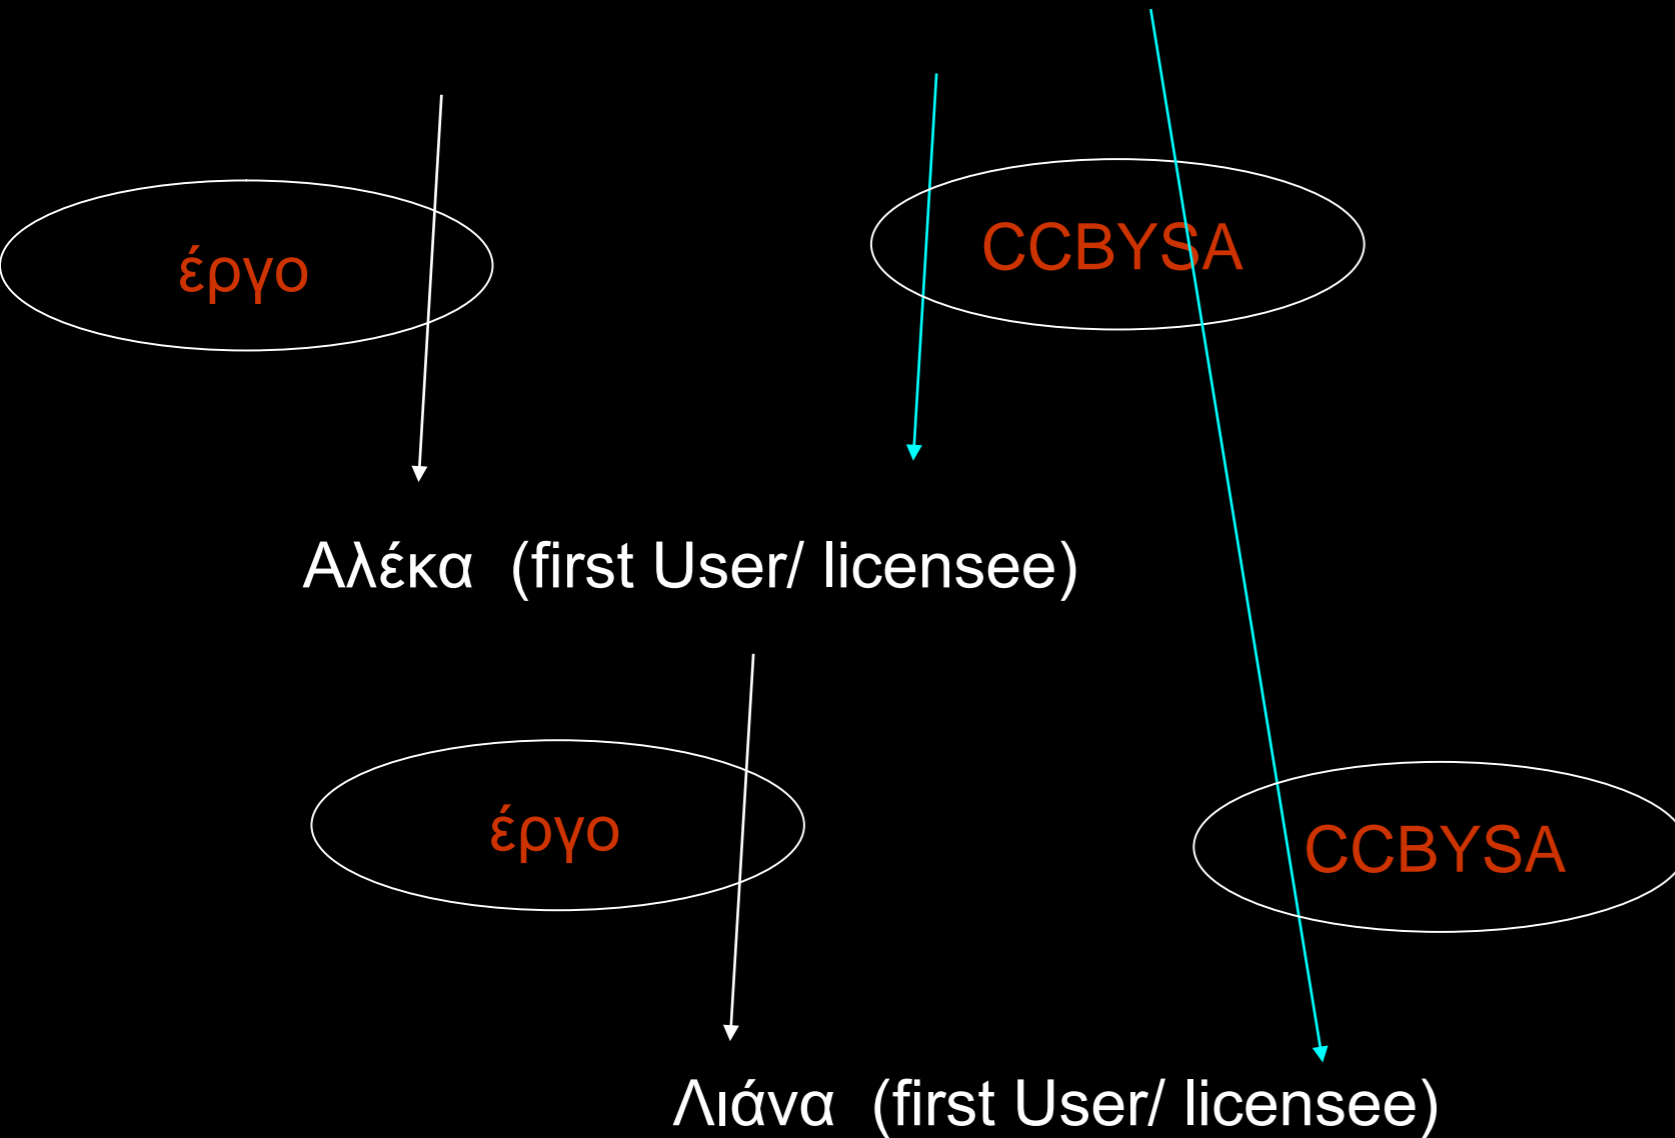 έργο
CCBYSA
Αλέκα (first User/ licensee)
έργο
CCBYSA
Λιάνα (first User/ licensee)